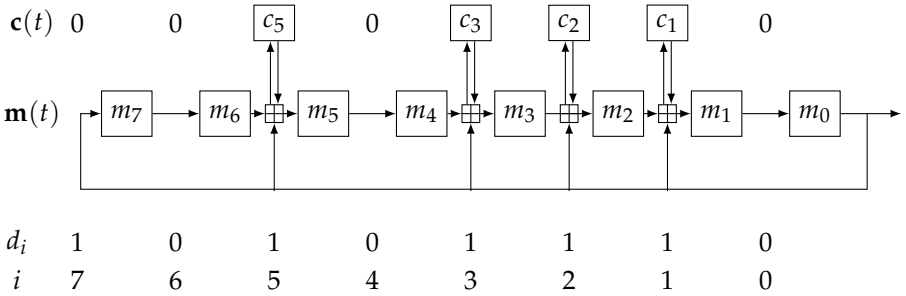 c(t) 0 0 c₅ 0 c₃ c₂ c₁ 0
m(t) m₇ m₆ m₅ m₄ m₃ m₂ m₁ m₀
dᵢ 1 0 1 0 1 1 1 0
i 7 6 5 4 3 2 1 0